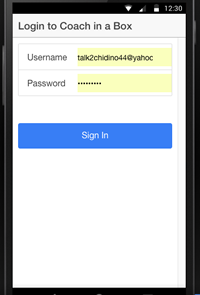 12:30
Login to Coach in a Box
Username talk2chidino44@yahoc
Password •••••••••
Sign In